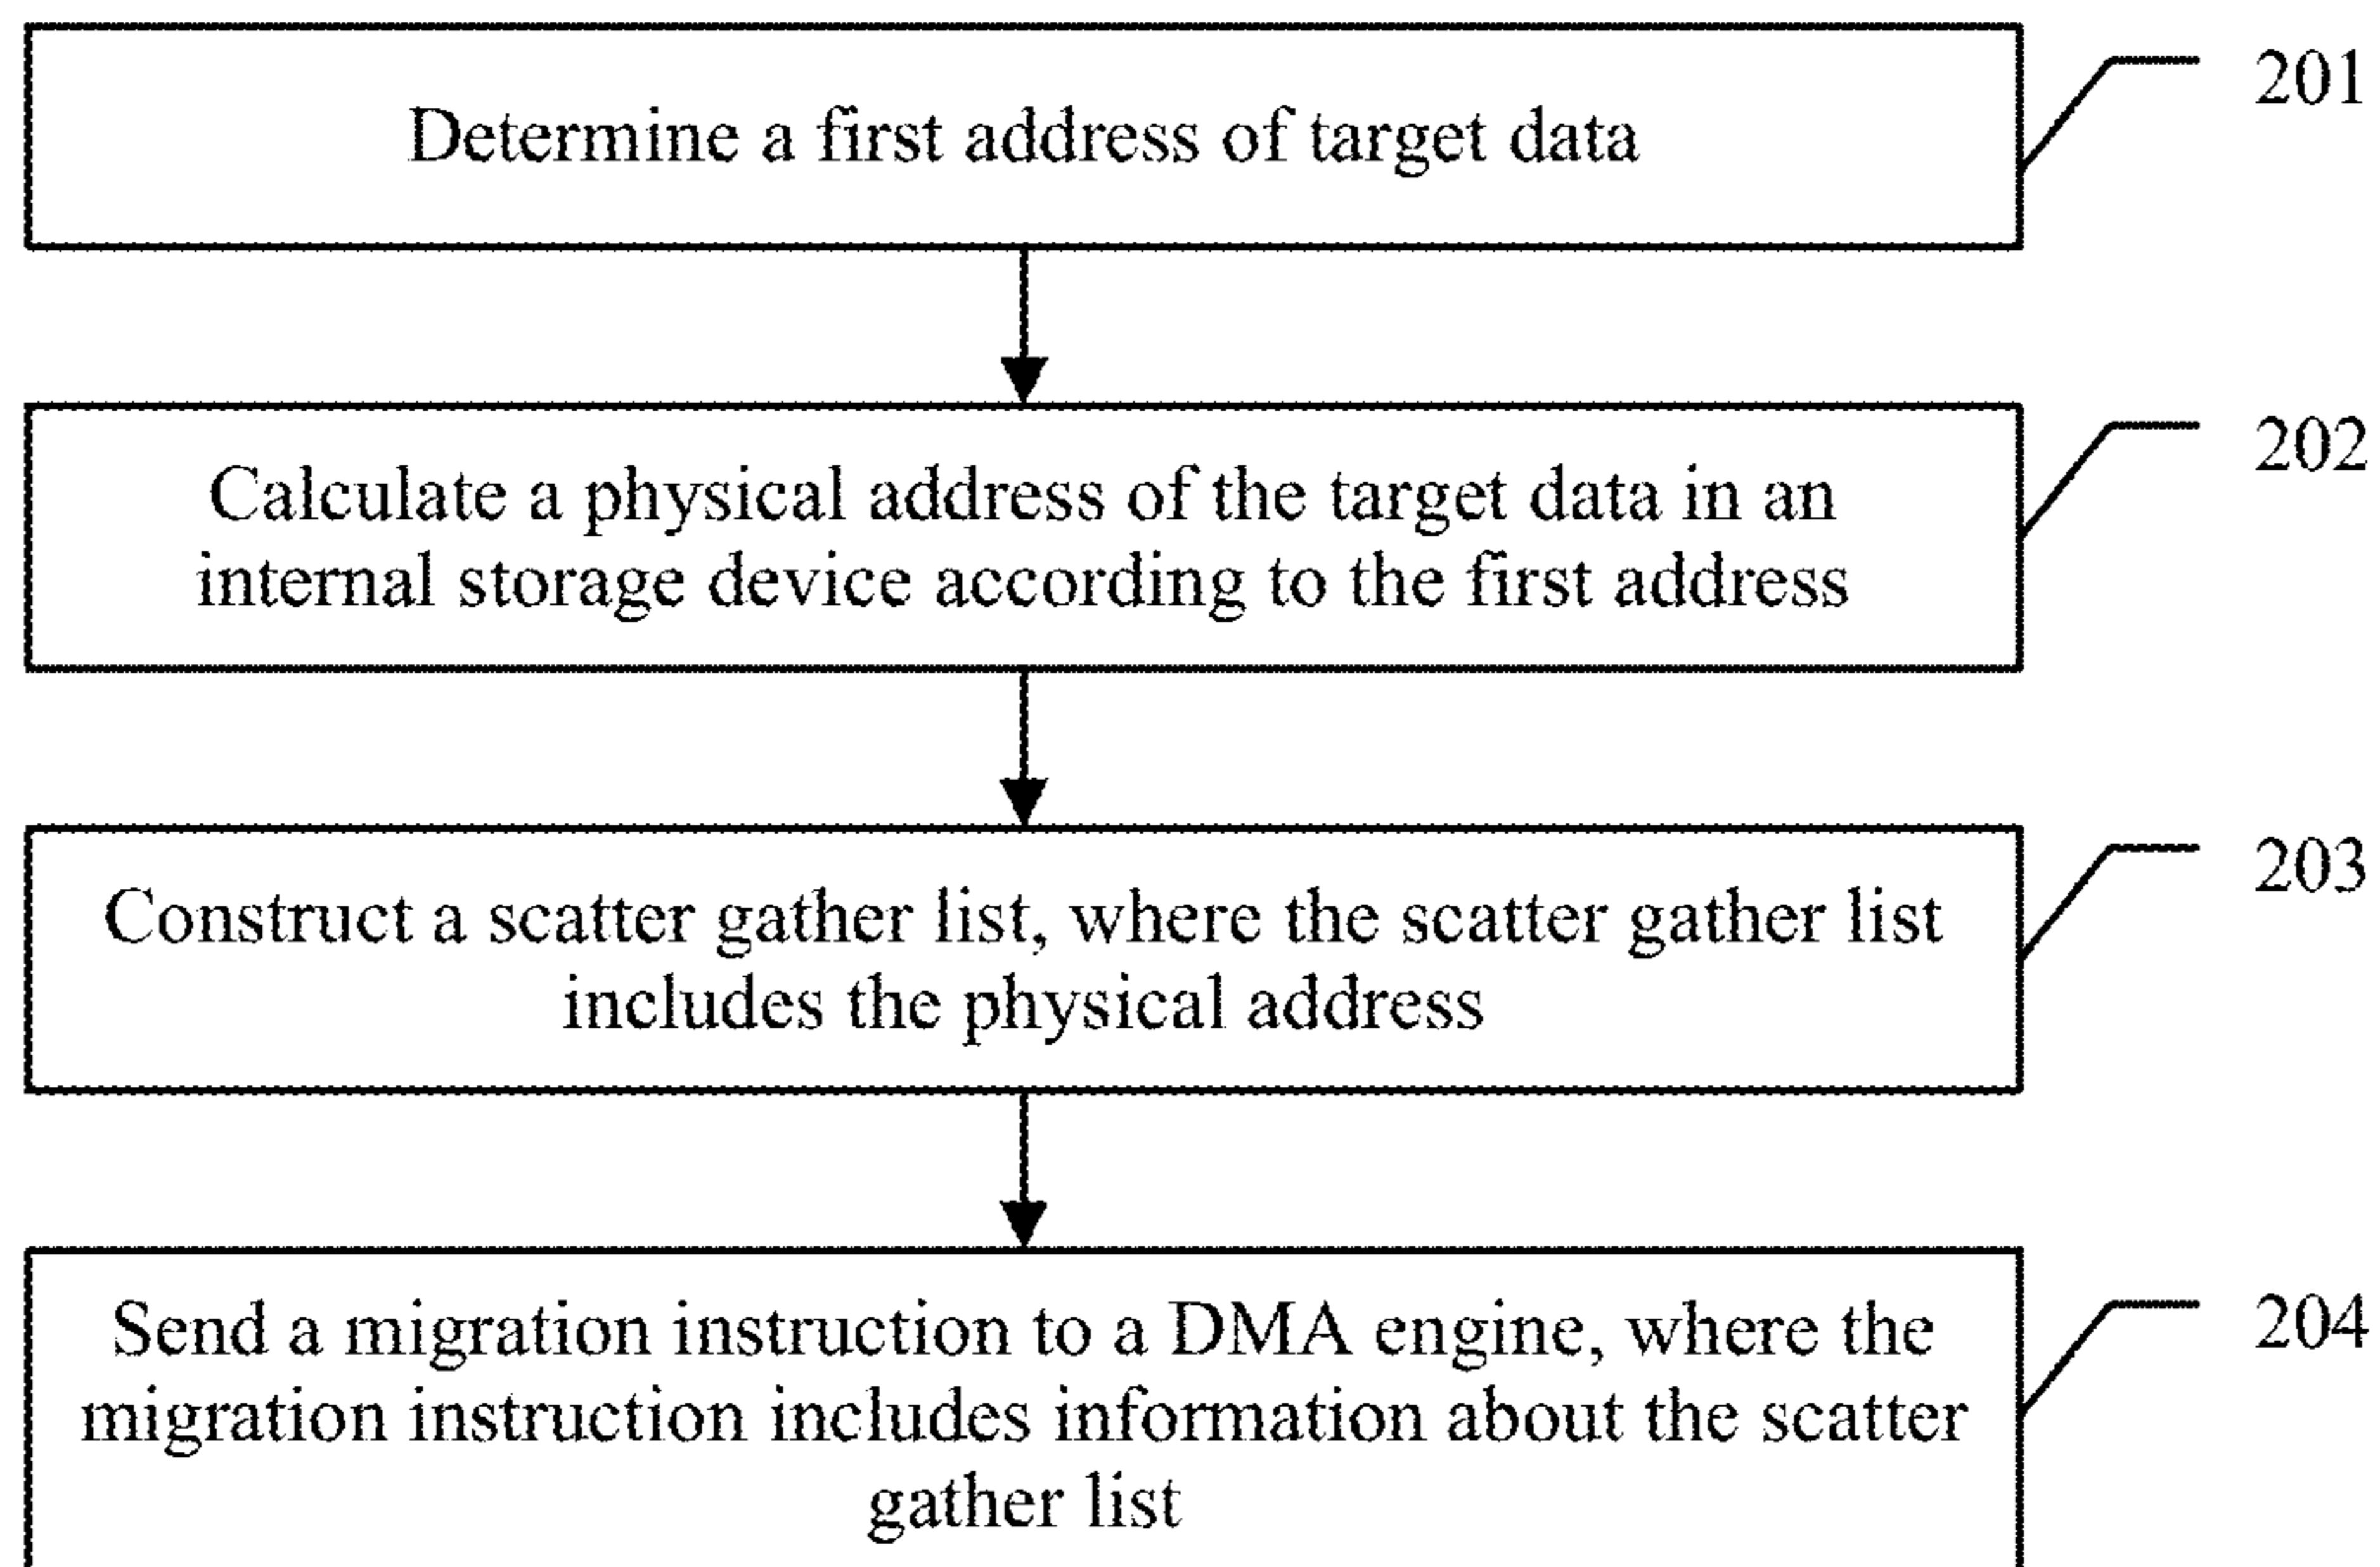 Determine a first address of target data
201
Calculate a physical address of the target data in an
internal storage device according to the first address
202
Construct a scatter gather list, where the scatter gather list
includes the physical address
203
Send a migration instruction to a DMA engine, where the
migration instruction includes information about the scatter
gather list
204